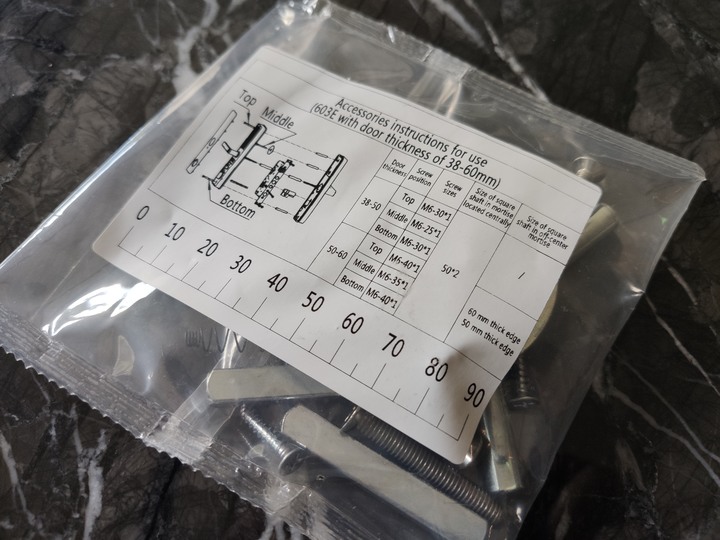 Accessories instructions for use
(603E with door thickness of 38-60mm)
Top
Middle
Bottom
Door thickness
Screw position
Screw sizes
Size of square shaft in mortise located centrally
Size of square shaft in off-center mortise
38-50
Top
M6-30*1
Middle
M6-25*1
Bottom
M6-30*1
50*2
/
50-60
Top
M6-40*1
Middle
M6-35*1
Bottom
M6-40*1
60 mm thick edge
50 mm thick edge
0 10 20 30 40 50 60 70 80 90